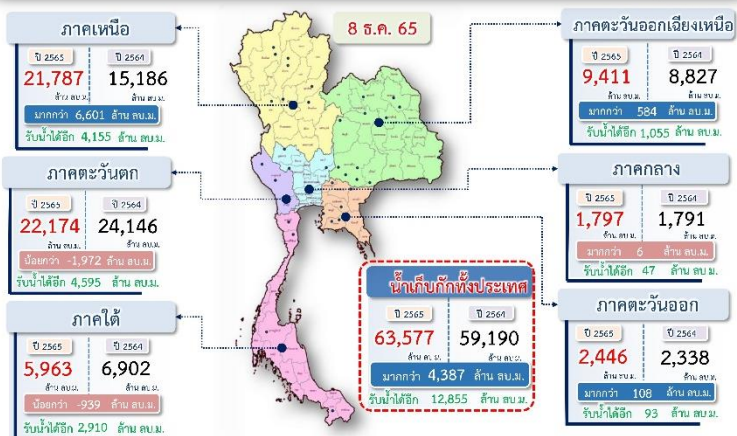 8 ธ.ค. 65
ภาคเหนือ
ปี 2565 ปี 2564
21,787 15,186
ล้าน ลบ.ม. ล้าน ลบ.ม.
มากกว่า 6,601 ล้าน ลบ.ม.
รับน้ำได้อีก 4,155 ล้าน ลบ.ม.
ภาคตะวันตก
ปี 2565 ปี 2564
22,174 24,146
ล้าน ลบ.ม. ล้าน ลบ.ม.
น้อยกว่า -1,972 ล้าน ลบ.ม.
รับน้ำได้อีก 4,595 ล้าน ลบ.ม.
ภาคใต้
ปี 2565 ปี 2564
5,963 6,902
ล้าน ลบ.ม. ล้าน ลบ.ม.
น้อยกว่า -939 ล้าน ลบ.ม.
รับน้ำได้อีก 2,910 ล้าน ลบ.ม.
น้ำเก็บกักทั้งประเทศ
ปี 2565 ปี 2564
63,577 59,190
ล้าน ลบ.ม. ล้าน ลบ.ม.
มากกว่า 4,387 ล้าน ลบ.ม.
รับน้ำได้อีก 12,855 ล้าน ลบ.ม.
ภาคตะวันออกเฉียงเหนือ
ปี 2565 ปี 2564
9,411 8,827
ล้าน ลบ.ม. ล้าน ลบ.ม.
มากกว่า 584 ล้าน ลบ.ม.
รับน้ำได้อีก 1,055 ล้าน ลบ.ม.
ภาคกลาง
ปี 2565 ปี 2564
1,797 1,791
ล้าน ลบ.ม. ล้าน ลบ.ม.
มากกว่า 6 ล้าน ลบ.ม.
รับน้ำได้อีก 47 ล้าน ลบ.ม.
ภาคตะวันออก
ปี 2565 ปี 2564
2,446 2,338
ล้าน ลบ.ม. ล้าน ลบ.ม.
มากกว่า 108 ล้าน ลบ.ม.
รับน้ำได้อีก 93 ล้าน ลบ.ม.